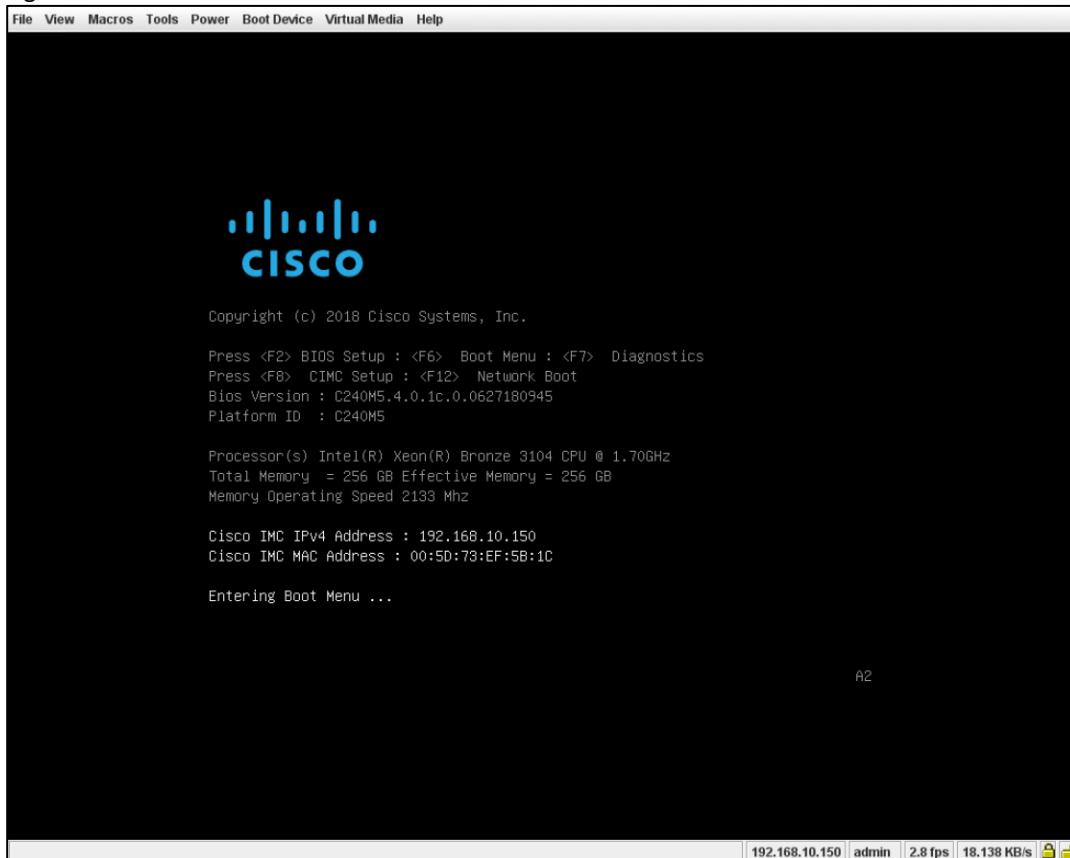 File View Macros Tools Power Boot Device Virtual Media Help
CISCO
Copyright (c) 2018 Cisco Systems, Inc.
Press <F2> BIOS Setup : <F6> Boot Menu : <F7> Diagnostics
Press <F8> CIMC Setup : <F12> Network Boot
Bios Version : C240M5.4.0.1c.0.0627180945
Platform ID : C240M5
Processor(s) Intel(R) Xeon(R) Bronze 3104 CPU @ 1.70GHz
Total Memory = 256 GB Effective Memory = 256 GB
Memory Operating Speed 2133 Mhz
Cisco IMC IPv4 Address : 192.168.10.150
Cisco IMC MAC Address : 00:5D:73:EF:5B:1C
Entering Boot Menu ...
A2
192.168.10.150 admin 2.8 fps 18.138 KB/s